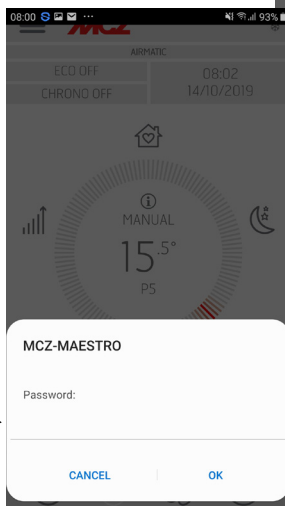 08:00 S ··· 93%
MCZ
AIRMATIC
ECO OFF
08:02
CHRONO OFF
14/10/2019
MANUAL
15.5°
P5
MCZ-MAESTRO
Password:
CANCEL
OK